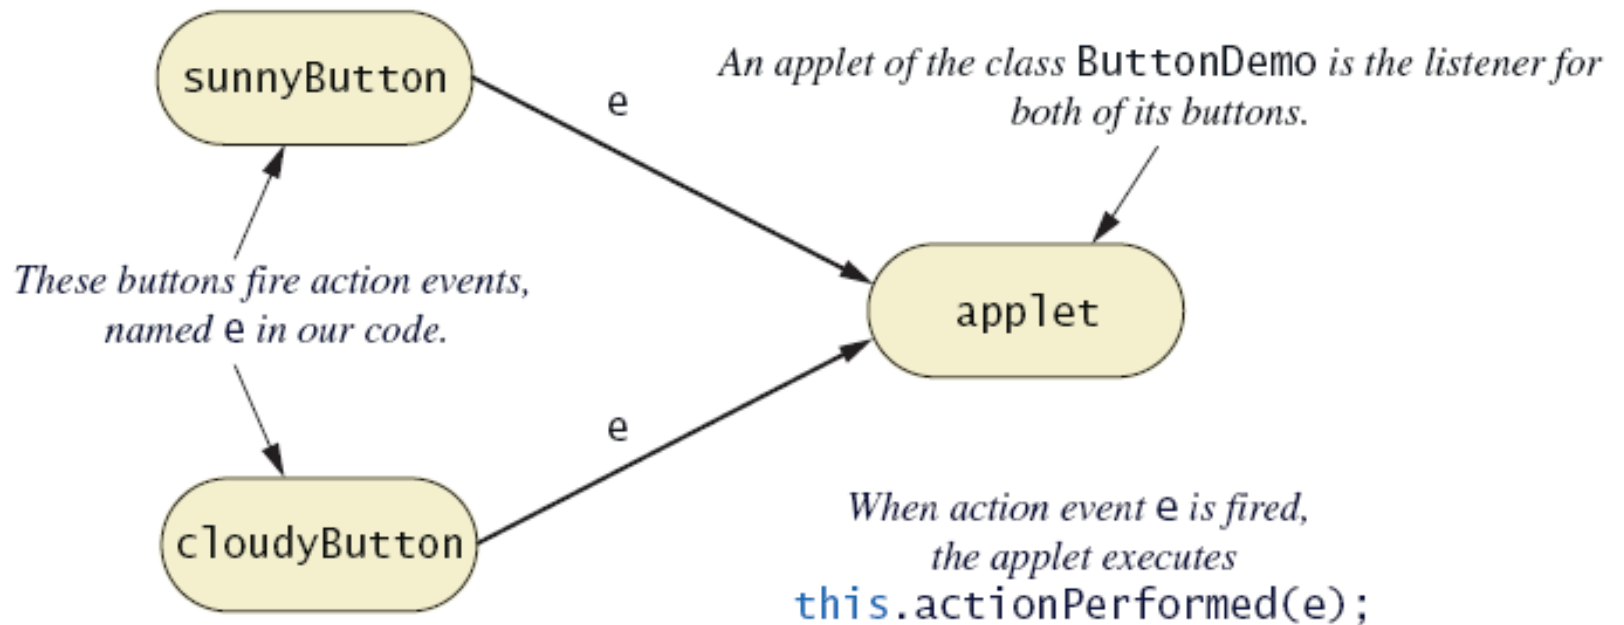 sunnyButton
e
An applet of the class ButtonDemo is the listener for
both of its buttons.
These buttons fire action events,
named e in our code.
applet
e
cloudyButton
When action event e is fired,
the applet executes
this.actionPerformed(e);